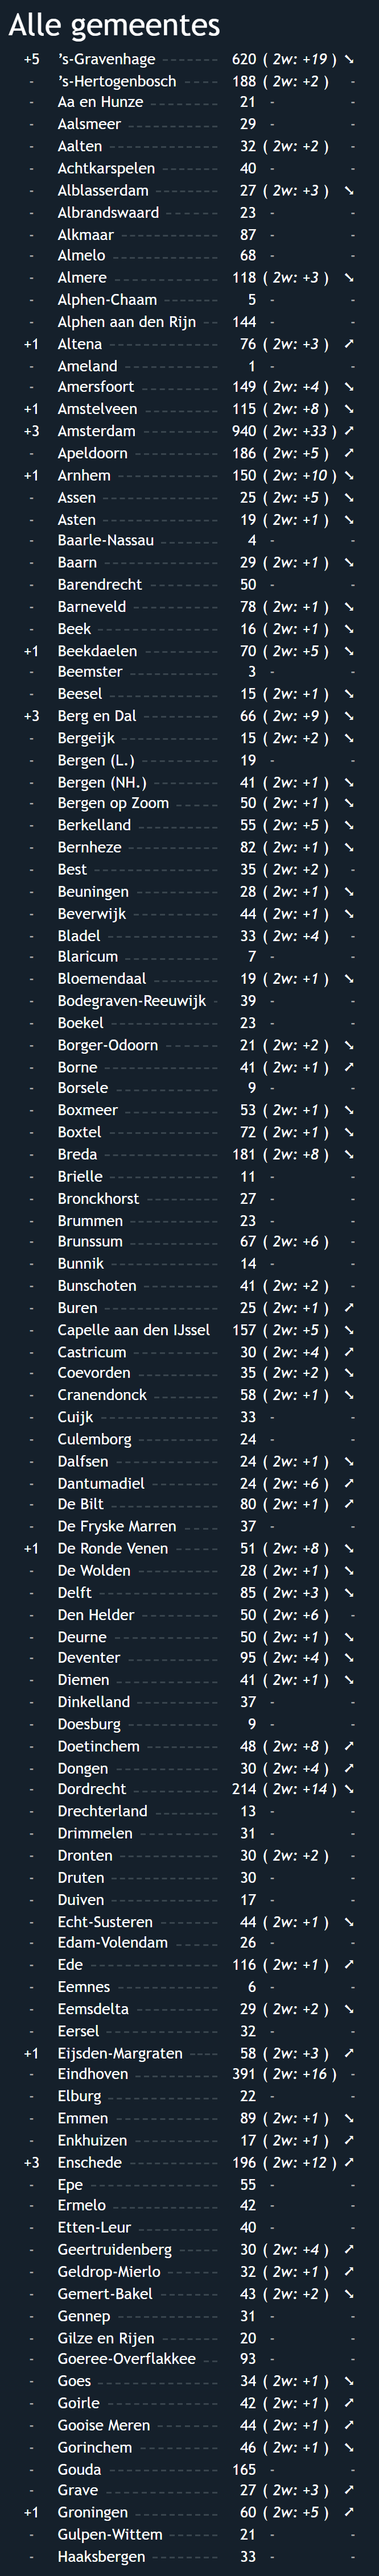 Alle gemeentes
+5 ’s-Gravenhage 620 ( 2w: +19 ) ➘
- ’s-Hertogenbosch 188 ( 2w: +2 ) -
- Aa en Hunze 21 - -
- Aalsmeer 29 - -
- Aalten 32 ( 2w: +2 ) -
- Achtkarspelen 40 - -
- Alblasserdam 27 ( 2w: +3 ) ➘
- Albrandswaard 23 - -
- Alkmaar 87 - -
- Almelo 68 - -
- Almere 118 ( 2w: +3 ) ➘
- Alphen-Chaam 5 - -
- Alphen aan den Rijn 144 - -
+1 Altena 76 ( 2w: +3 ) ➚
- Ameland 1 - -
- Amersfoort 149 ( 2w: +4 ) ➘
+1 Amstelveen 115 ( 2w: +8 ) ➚
+3 Amsterdam 940 ( 2w: +33 ) ➚
- Apeldoorn 186 ( 2w: +5 ) ➚
+1 Arnhem 150 ( 2w: +10 ) ➘
- Assen 25 ( 2w: +5 ) ➘
- Asten 19 ( 2w: +1 ) ➘
- Baarle-Nassau 4 - -
- Baarn 29 ( 2w: +1 ) ➘
- Barendrecht 50 - -
- Barneveld 78 ( 2w: +1 ) ➘
- Beek 16 ( 2w: +1 ) ➘
+1 Beekdaelen 70 ( 2w: +5 ) ➘
- Beemster 3 - -
- Beesel 15 ( 2w: +1 ) ➘
+3 Berg en Dal 66 ( 2w: +9 ) ➘
- Bergeijk 15 ( 2w: +2 ) ➘
- Bergen (L.) 19 - -
- Bergen (NH.) 41 ( 2w: +1 ) ➘
- Bergen op Zoom 50 ( 2w: +1 ) ➘
- Berkelland 55 ( 2w: +5 ) ➘
- Bernheze 82 ( 2w: +1 ) ➘
- Best 35 ( 2w: +2 ) -
- Beuningen 28 ( 2w: +1 ) ➘
- Beverwijk 44 ( 2w: +1 ) ➘
- Bladel 33 ( 2w: +4 ) -
- Blaricum 7 - -
- Bloemendaal 19 ( 2w: +1 ) ➘
- Bodegraven-Reeuwijk 39 - -
- Boekel 23 - -
- Borger-Odoorn 21 ( 2w: +2 ) ➘
- Borne 41 ( 2w: +1 ) ➚
- Borsele 9 - -
- Boxmeer 53 ( 2w: +1 ) ➘
- Boxtel 72 ( 2w: +1 ) ➘
- Breda 181 ( 2w: +8 ) ➘
- Brielle 11 - -
- Bronckhorst 27 - -
- Brummen 23 - -
- Brunssum 67 ( 2w: +6 ) -
- Bunnik 14 - -
- Bunschoten 41 ( 2w: +2 ) -
- Buren 25 ( 2w: +1 ) ➚
- Capelle aan den IJssel 157 ( 2w: +5 ) ➘
- Castricum 30 ( 2w: +4 ) ➚
- Coevorden 35 ( 2w: +2 ) ➘
- Cranendonck 58 ( 2w: +1 ) ➘
- Cuijk 33 - -
- Culemborg 24 - -
- Dalfsen 24 ( 2w: +1 ) ➘
- Dantumadiel 24 ( 2w: +6 ) ➚
- De Bilt 80 ( 2w: +1 ) ➚
- De Fryske Marren 37 - -
+1 De Ronde Venen 51 ( 2w: +8 ) ➘
- De Wolden 28 ( 2w: +1 ) ➘
- Delft 85 ( 2w: +3 ) ➘
- Den Helder 50 ( 2w: +6 ) -
- Deurne 50 ( 2w: +1 ) ➘
- Deventer 95 ( 2w: +4 ) ➘
- Diemen 41 ( 2w: +1 ) ➘
- Dinkelland 37 - -
- Doesburg 9 - -
- Doetinchem 48 ( 2w: +8 ) ➚
- Dongen 30 ( 2w: +4 ) ➚
- Dordrecht 214 ( 2w: +14 ) ➘
- Drechterland 13 - -
- Drimmelen 31 - -
- Dronten 30 ( 2w: +2 ) -
- Druten 30 - -
- Duiven 17 - -
- Echt-Susteren 44 ( 2w: +1 ) ➘
- Edam-Volendam 26 - -
- Ede 116 ( 2w: +1 ) ➚
- Eemnes 6 - -
- Eemsdelta 29 ( 2w: +2 ) ➘
- Eersel 32 - -
+1 Eijsden-Margraten 58 ( 2w: +3 ) ➚
- Eindhoven 391 ( 2w: +16 ) -
- Elburg 22 - -
- Emmen 89 ( 2w: +1 ) ➘
- Enkhuizen 17 ( 2w: +1 ) ➚
+3 Enschede 196 ( 2w: +12 ) ➚
- Epe 55 - -
- Ermelo 42 - -
- Etten-Leur 40 - -
- Geertruidenberg 30 ( 2w: +4 ) ➚
- Geldrop-Mierlo 32 ( 2w: +1 ) ➚
- Gemert-Bakel 43 ( 2w: +2 ) ➘
- Gennep 31 - -
- Gilze en Rijen 20 - -
- Goeree-Overflakkee 93 - -
- Goes 34 ( 2w: +1 ) ➘
- Goirle 42 ( 2w: +1 ) ➚
- Gooise Meren 44 ( 2w: +1 ) ➚
- Gorinchem 46 ( 2w: +1 ) ➘
- Gouda 165 - -
- Grave 27 ( 2w: +3 ) ➚
+1 Groningen 60 ( 2w: +5 ) ➚
- Gulpen-Wittem 21 - -
- Haaksbergen 33 - -